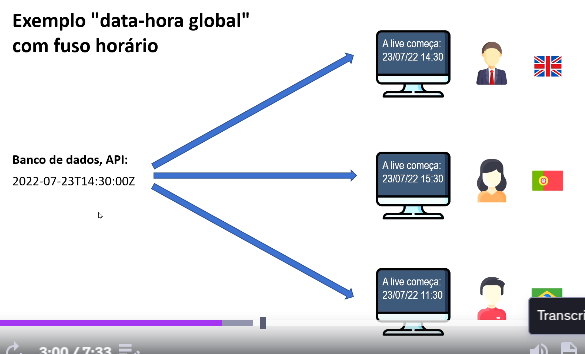 Exemplo "data-hora global"
com fuso horário
A live começa:
23/07/22 14:30
Banco de dados, API:
2022-07-23T14:30:00Z
A live começa:
23/07/22 15:30
A live começa:
23/07/22 11:30
Transcri
3:00 / 7:33